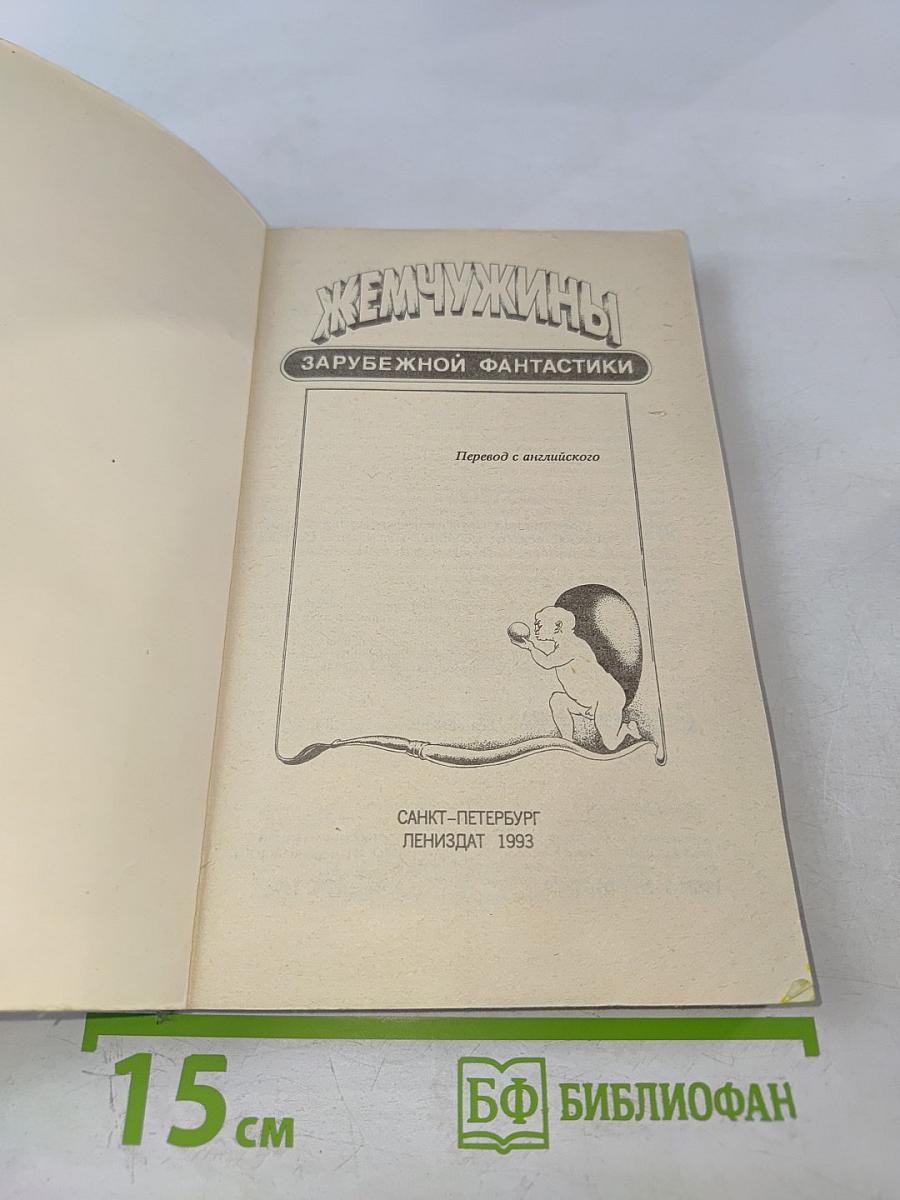 ЖЕМЧУЖИНЫ
ЗАРУБЕЖНОЙ ФАНТАСТИКИ
Перевод с английского
САНКТ-ПЕТЕРБУРГ
ЛЕНИЗДАТ 1993
15 см
БФ БИБЛИОФАН